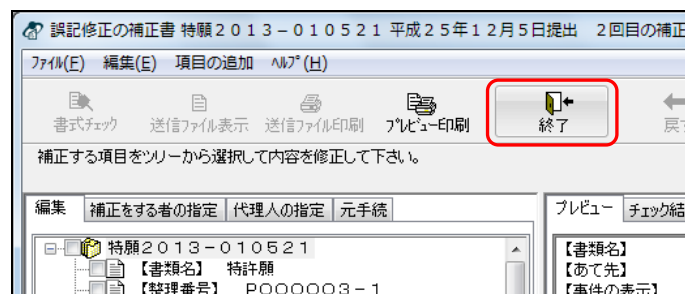 誤記修正の補正書 特願２０１３－０１０５２１ 平成２５年１２月５日提出　２回目の補正
ﾌｧｲﾙ(F)　編集(E)　項目の追加　ﾍﾙﾌﾟ(H)
書式ﾁｪｯｸ　送信ﾌｧｲﾙ表示　送信ﾌｧｲﾙ印刷　ﾌﾟﾚﾋﾞｭｰ印刷　終了　戻す
補正する項目をﾂﾘｰから選択して内容を修正して下さい。
編集　補正をする者の指定　代理人の指定　元手続　ﾌﾟﾚﾋﾞｭｰ　ﾁｪｯｸ結
特願２０１３－０１０５２１　【書類名】
【書類名】　特許願　【あて先】
【整理番号】　Ｐ０００００３－１　【事件の表示】